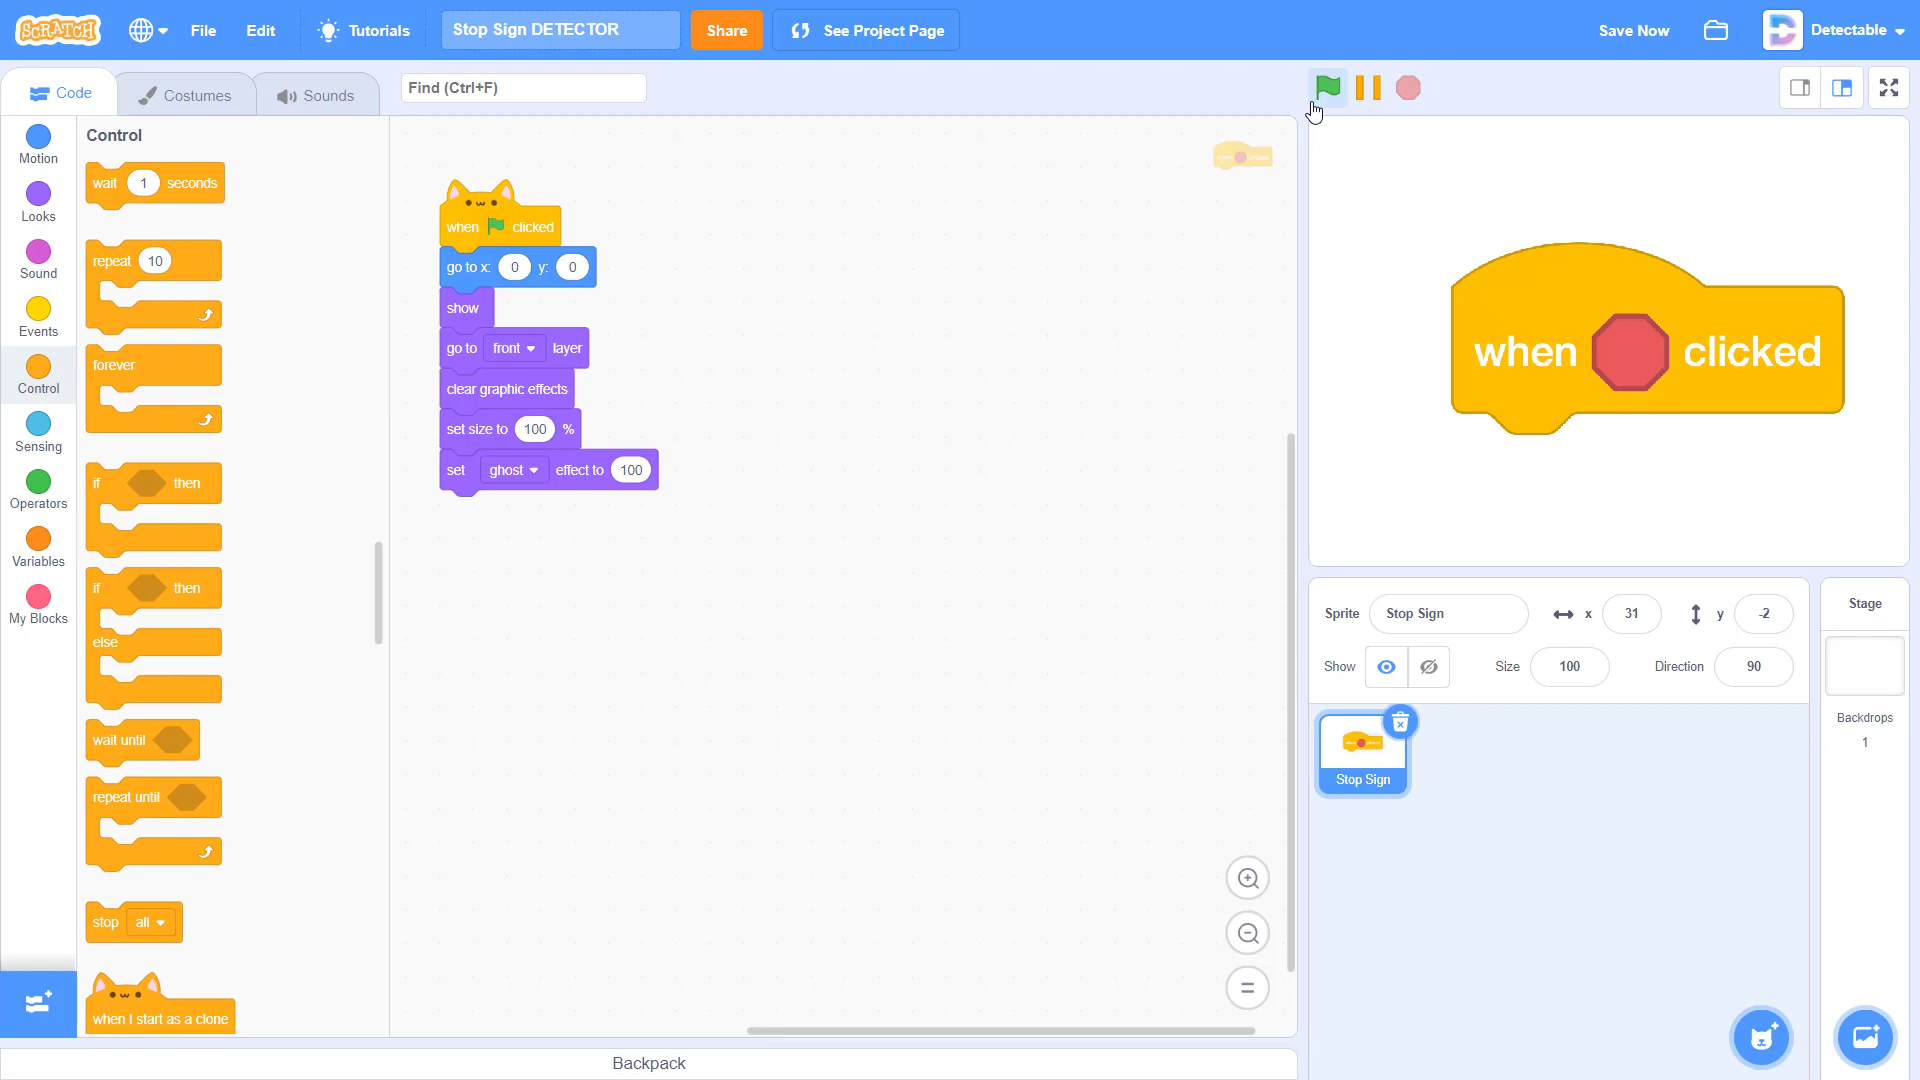 SCRATCH
File
Edit
Tutorials
Stop Sign DETECTOR
Share
See Project Page
Save Now
Detectable
Code
Costumes
Sounds
Find (Ctrl+F)
Motion
Looks
Sound
Events
Control
Sensing
Operators
Variables
My Blocks
Control
wait 1 seconds
repeat 10
forever
if then
if then
else
wait until
repeat until
stop all
when I start as a clone
when clicked
go to x: 0 y: 0
show
go to front layer
clear graphic effects
set size to 100 %
set ghost effect to 100
when clicked
Sprite Stop Sign x 31 y -2
Show Size 100 Direction 90
Stop Sign
Stage
Backdrops
1
Backpack